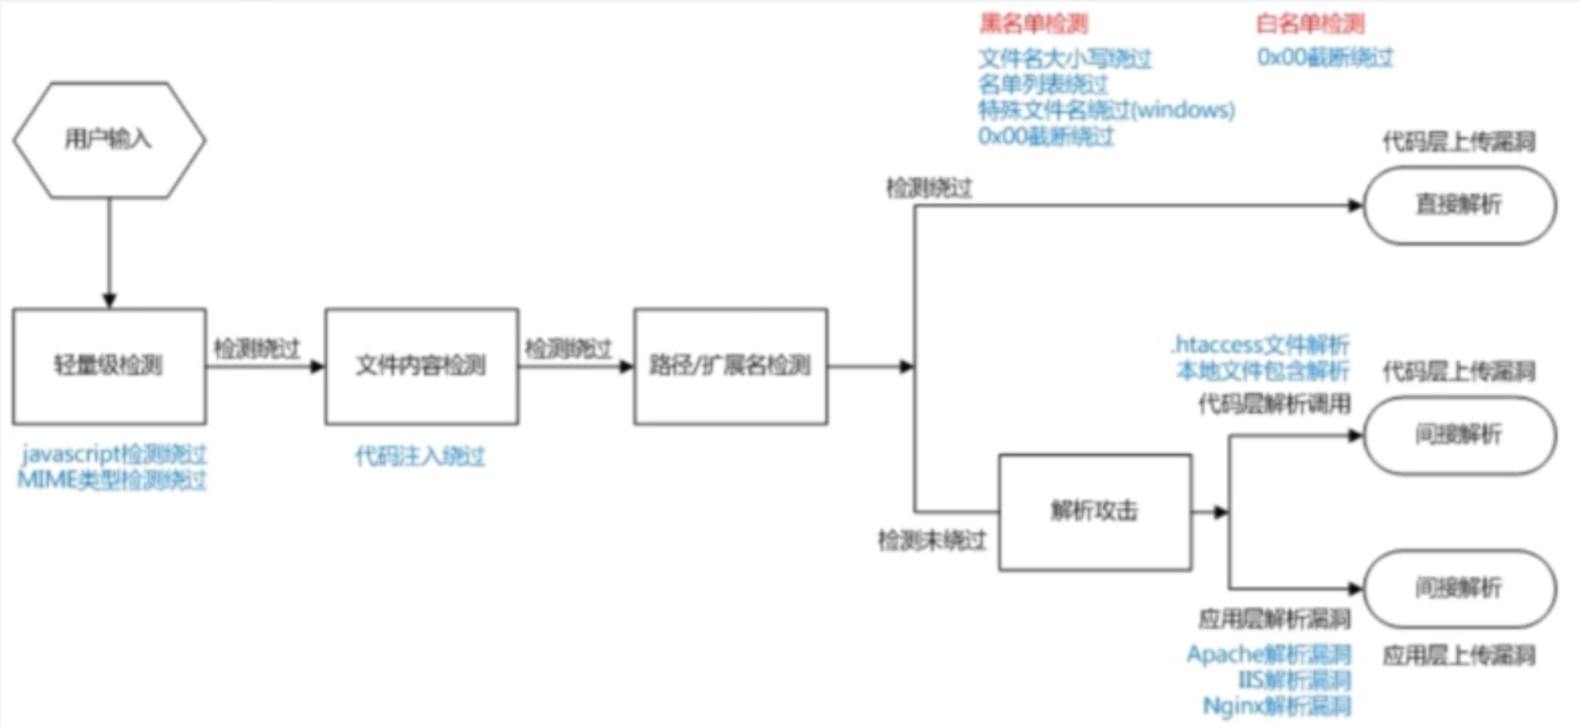 黑名单检测
白名单检测
文件名大小写绕过
名单列表绕过
特殊文件名绕过(windows)
0x00截断绕过
0x00截断绕过
用户输入
代码层上传漏洞
检测绕过
直接解析
轻量级检测
检测绕过
文件内容检测
检测绕过
路径/扩展名检测
javascript检测绕过
MIME类型检测绕过
代码注入绕过
.htaccess文件解析
本地文件包含解析
代码层解析调用
代码层上传漏洞
间接解析
检测未绕过
解析攻击
间接解析
应用层解析漏洞
Apache解析漏洞
IIS解析漏洞
Nginx解析漏洞
应用层上传漏洞